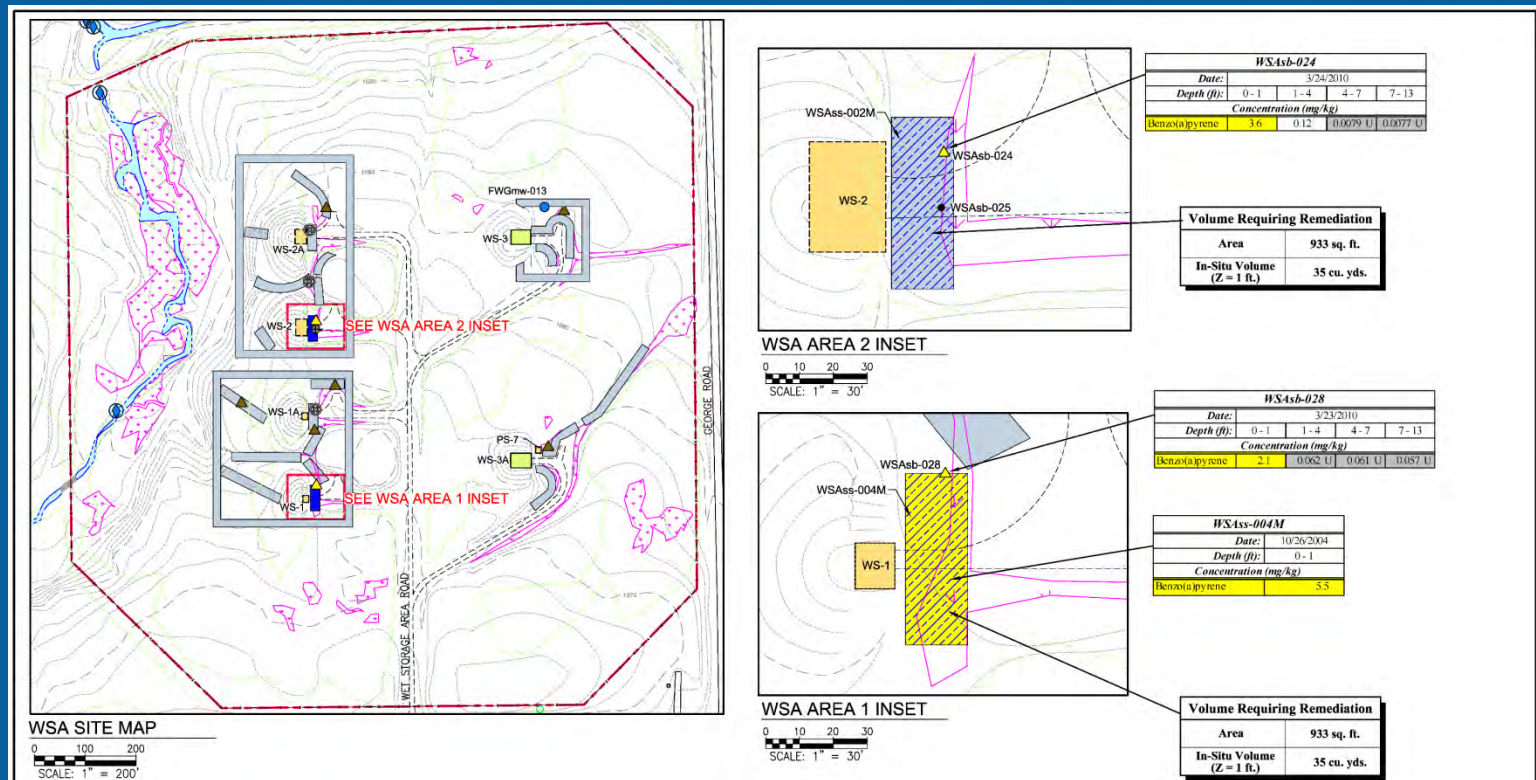 FWGmw-013
WS-3
WS-2A
WS-2
SEE WSA AREA 2 INSET
WS-1A
PS-7
WS-3A
WS-1
SEE WSA AREA 1 INSET
GEORGE ROAD
WET STORAGE AREA ROAD
1072
WSA SITE MAP
0 100 200
SCALE: 1" = 200'
WSAss-002M
WSAsb-024
WS-2
WSAsb-025
WSA AREA 2 INSET
0 10 20 30
SCALE: 1" = 30'
WSAsb-024
Date: 3/24/2010
Depth (ft): 0 - 1 1 - 4 4 - 7 7 - 13
Concentration (mg/kg)
Benzo(a)pyrene 3.6 0.12 0.0079 U 0.0077 U
Volume Requiring Remediation
Area 933 sq. ft.
In-Situ Volume
(Z = 1 ft.) 35 cu. yds.
WSAsb-028
WSAss-004M
WS-1
WSA AREA 1 INSET
0 10 20 30
SCALE: 1" = 30'
WSAsb-028
Date: 3/23/2010
Depth (ft): 0 - 1 1 - 4 4 - 7 7 - 13
Concentration (mg/kg)
Benzo(a)pyrene 2.1 0.062 U 0.061 U 0.057 U
WSAss-004M
Date: 10/26/2004
Depth (ft): 0 - 1
Concentration (mg/kg)
Benzo(a)pyrene 5.5
Volume Requiring Remediation
Area 933 sq. ft.
In-Situ Volume
(Z = 1 ft.) 35 cu. yds.